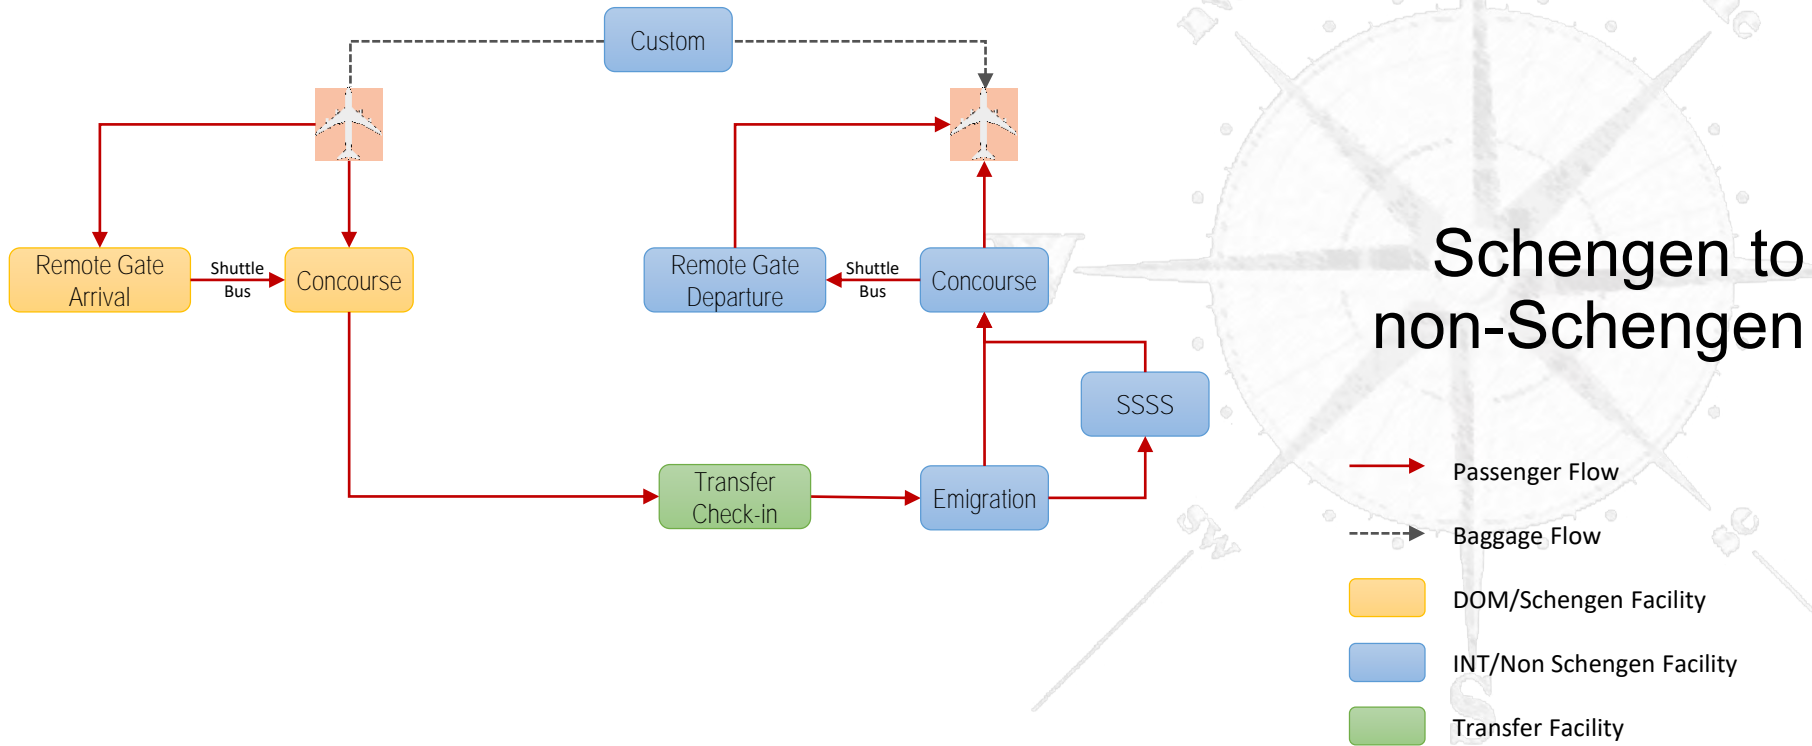 Custom
Remote Gate
Arrival
Shuttle
Bus
Concourse
Remote Gate
Departure
Shuttle
Bus
Concourse
Schengen to
non-Schengen
SSSS
Transfer
Check-in
Emigration
Passenger Flow
Baggage Flow
DOM/Schengen Facility
INT/Non Schengen Facility
Transfer Facility
SW
S